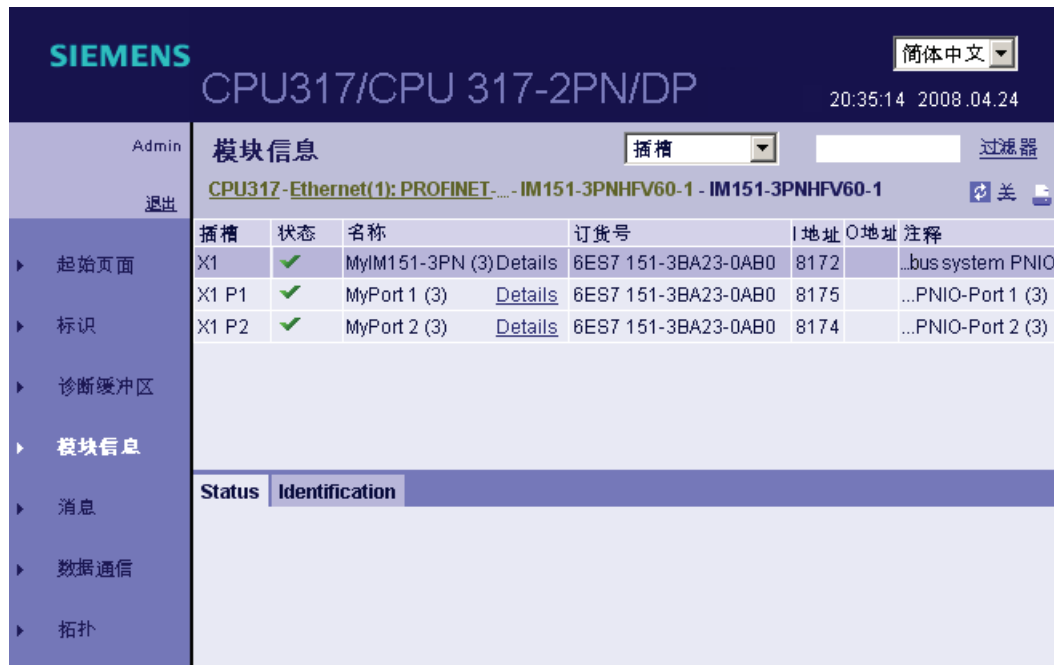 SIEMENS
CPU317/CPU 317-2PN/DP
简体中文
20:35:14 2008.04.24
Admin
退出
模块信息
插槽
过滤器
CPU317-Ethernet(1): PROFINET-...-IM151-3PNHFV60-1 - IM151-3PNHFV60-1
关
插槽 状态 名称 订货号 I地址 O地址 注释
X1 MyIM151-3PN (3) Details 6ES7 151-3BA23-0AB0 8172 ...bus system PNIO
X1 P1 MyPort 1 (3) Details 6ES7 151-3BA23-0AB0 8175 ...PNIO-Port 1 (3)
X1 P2 MyPort 2 (3) Details 6ES7 151-3BA23-0AB0 8174 ...PNIO-Port 2 (3)
起始页面
标识
诊断缓冲区
模块信息
消息
数据通信
拓扑
Status Identification